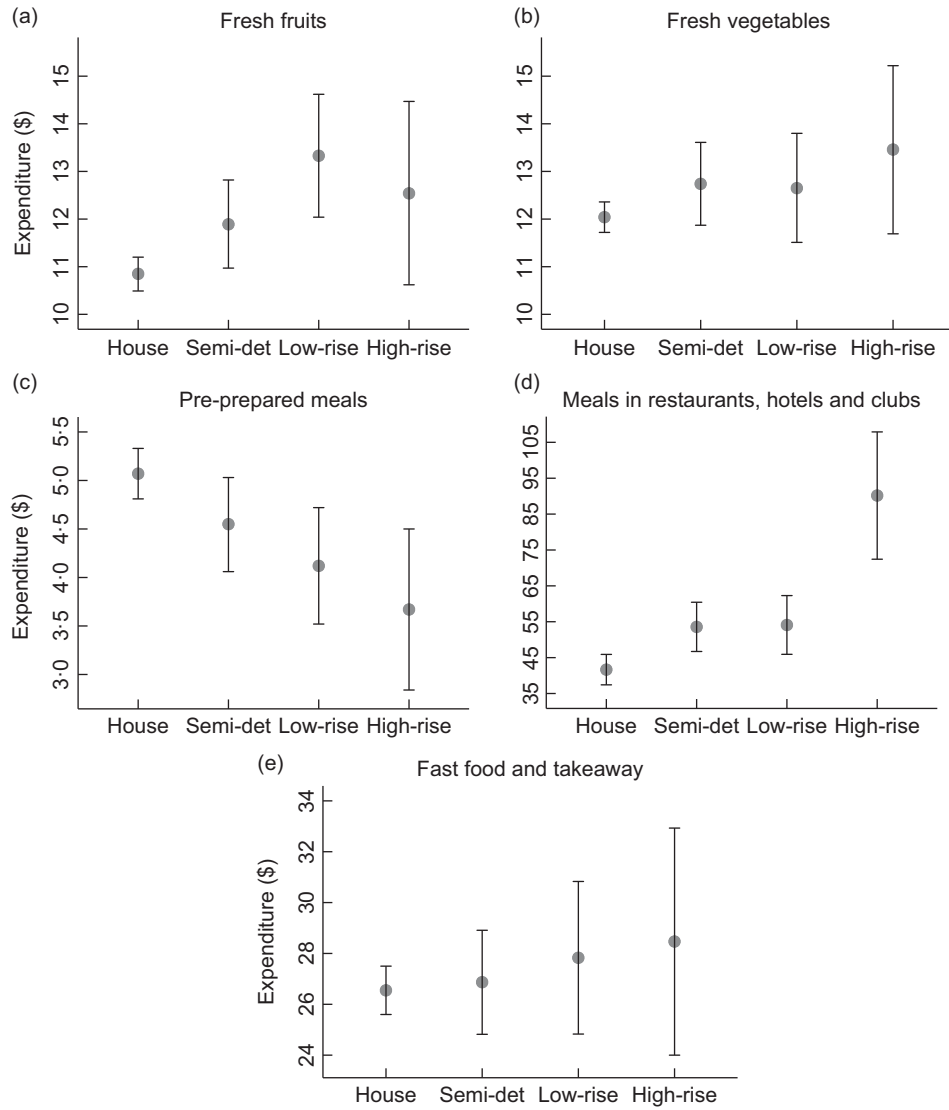 (a) Fresh fruits
Expenditure ($)
15
14
13
12
11
10
House Semi-det Low-rise High-rise
(b) Fresh vegetables
15
14
13
12
11
10
House Semi-det Low-rise High-rise
(c) Pre-prepared meals
Expenditure ($)
5·5
5·0
4·5
4·0
3·5
3·0
House Semi-det Low-rise High-rise
(d) Meals in restaurants, hotels and clubs
105
95
85
75
65
55
45
35
House Semi-det Low-rise High-rise
(e) Fast food and takeaway
Expenditure ($)
34
32
30
28
26
24
House Semi-det Low-rise High-rise